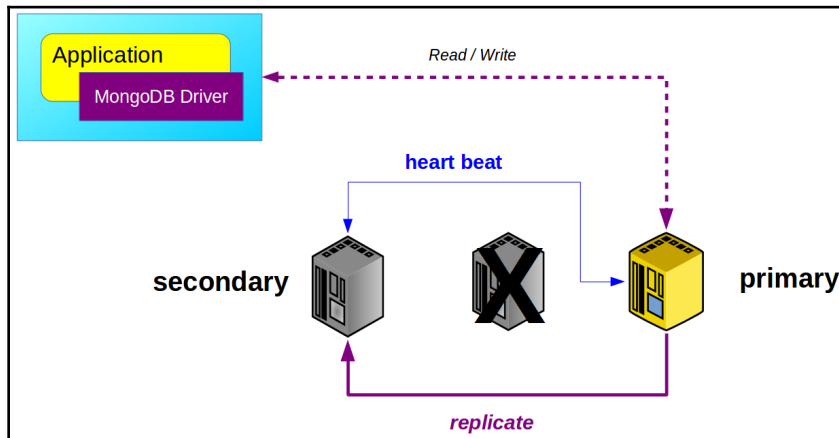 Application
MongoDB Driver
Read / Write
heart beat
secondary
X
primary
replicate